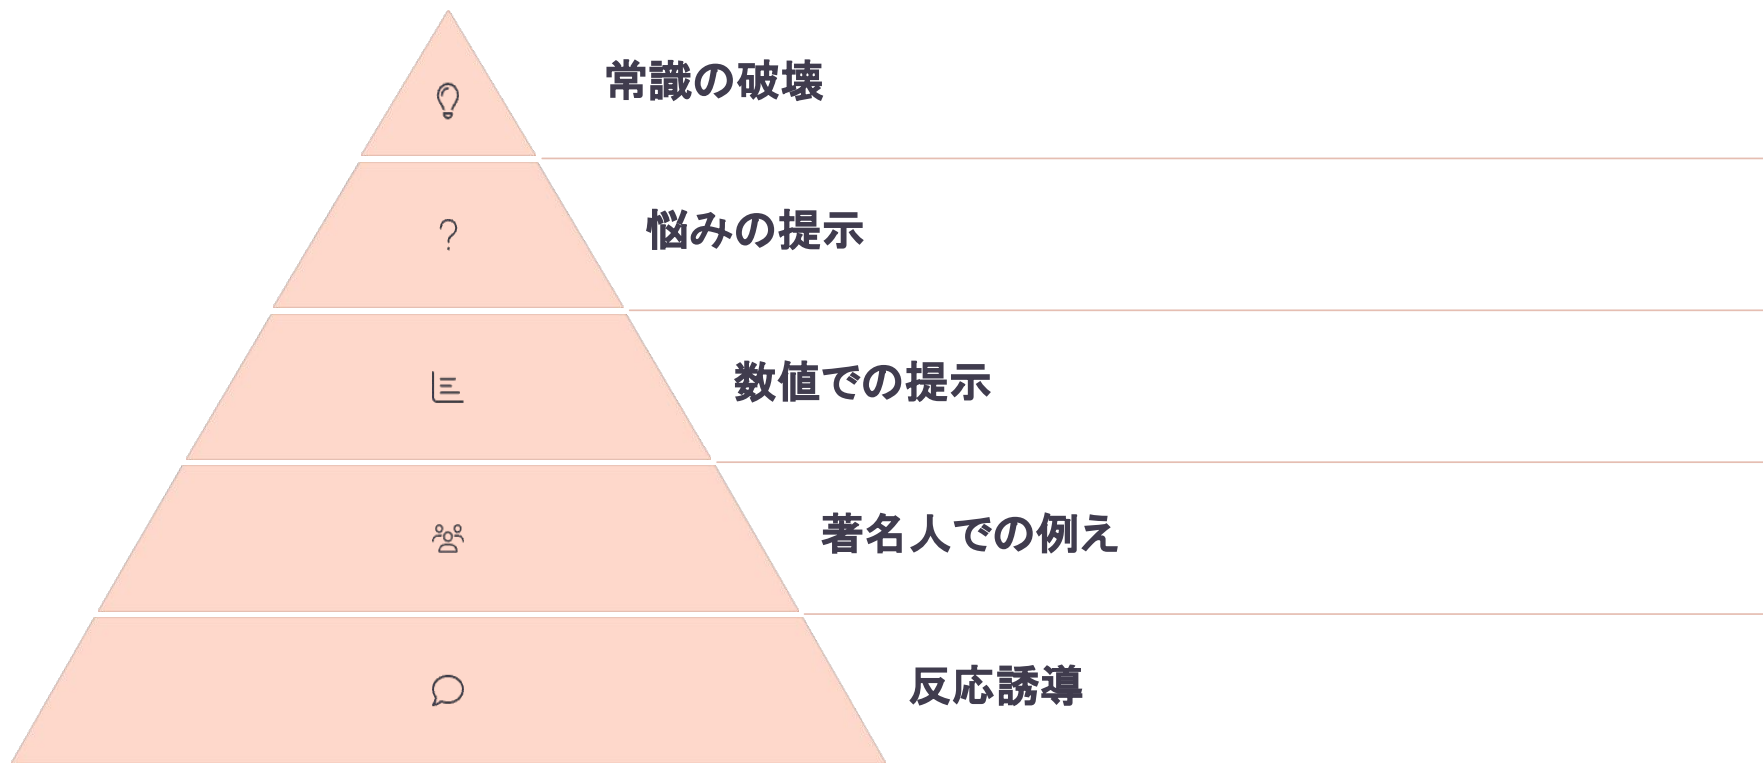 常識の破壊
?
悩みの提示
数値での提示
著名人での例え
反応誘導